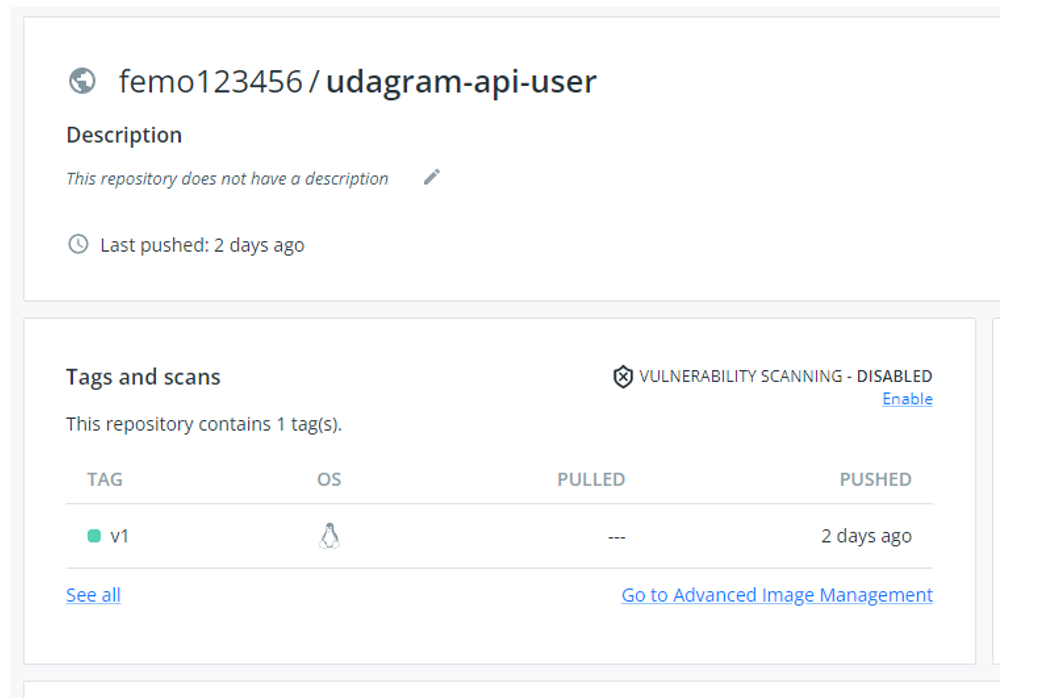 femo123456 / udagram-api-user
Description
This repository does not have a description
Last pushed: 2 days ago
Tags and scans
VULNERABILITY SCANNING - DISABLED
Enable
This repository contains 1 tag(s).
TAG OS PULLED PUSHED
v1 --- 2 days ago
See all Go to Advanced Image Management